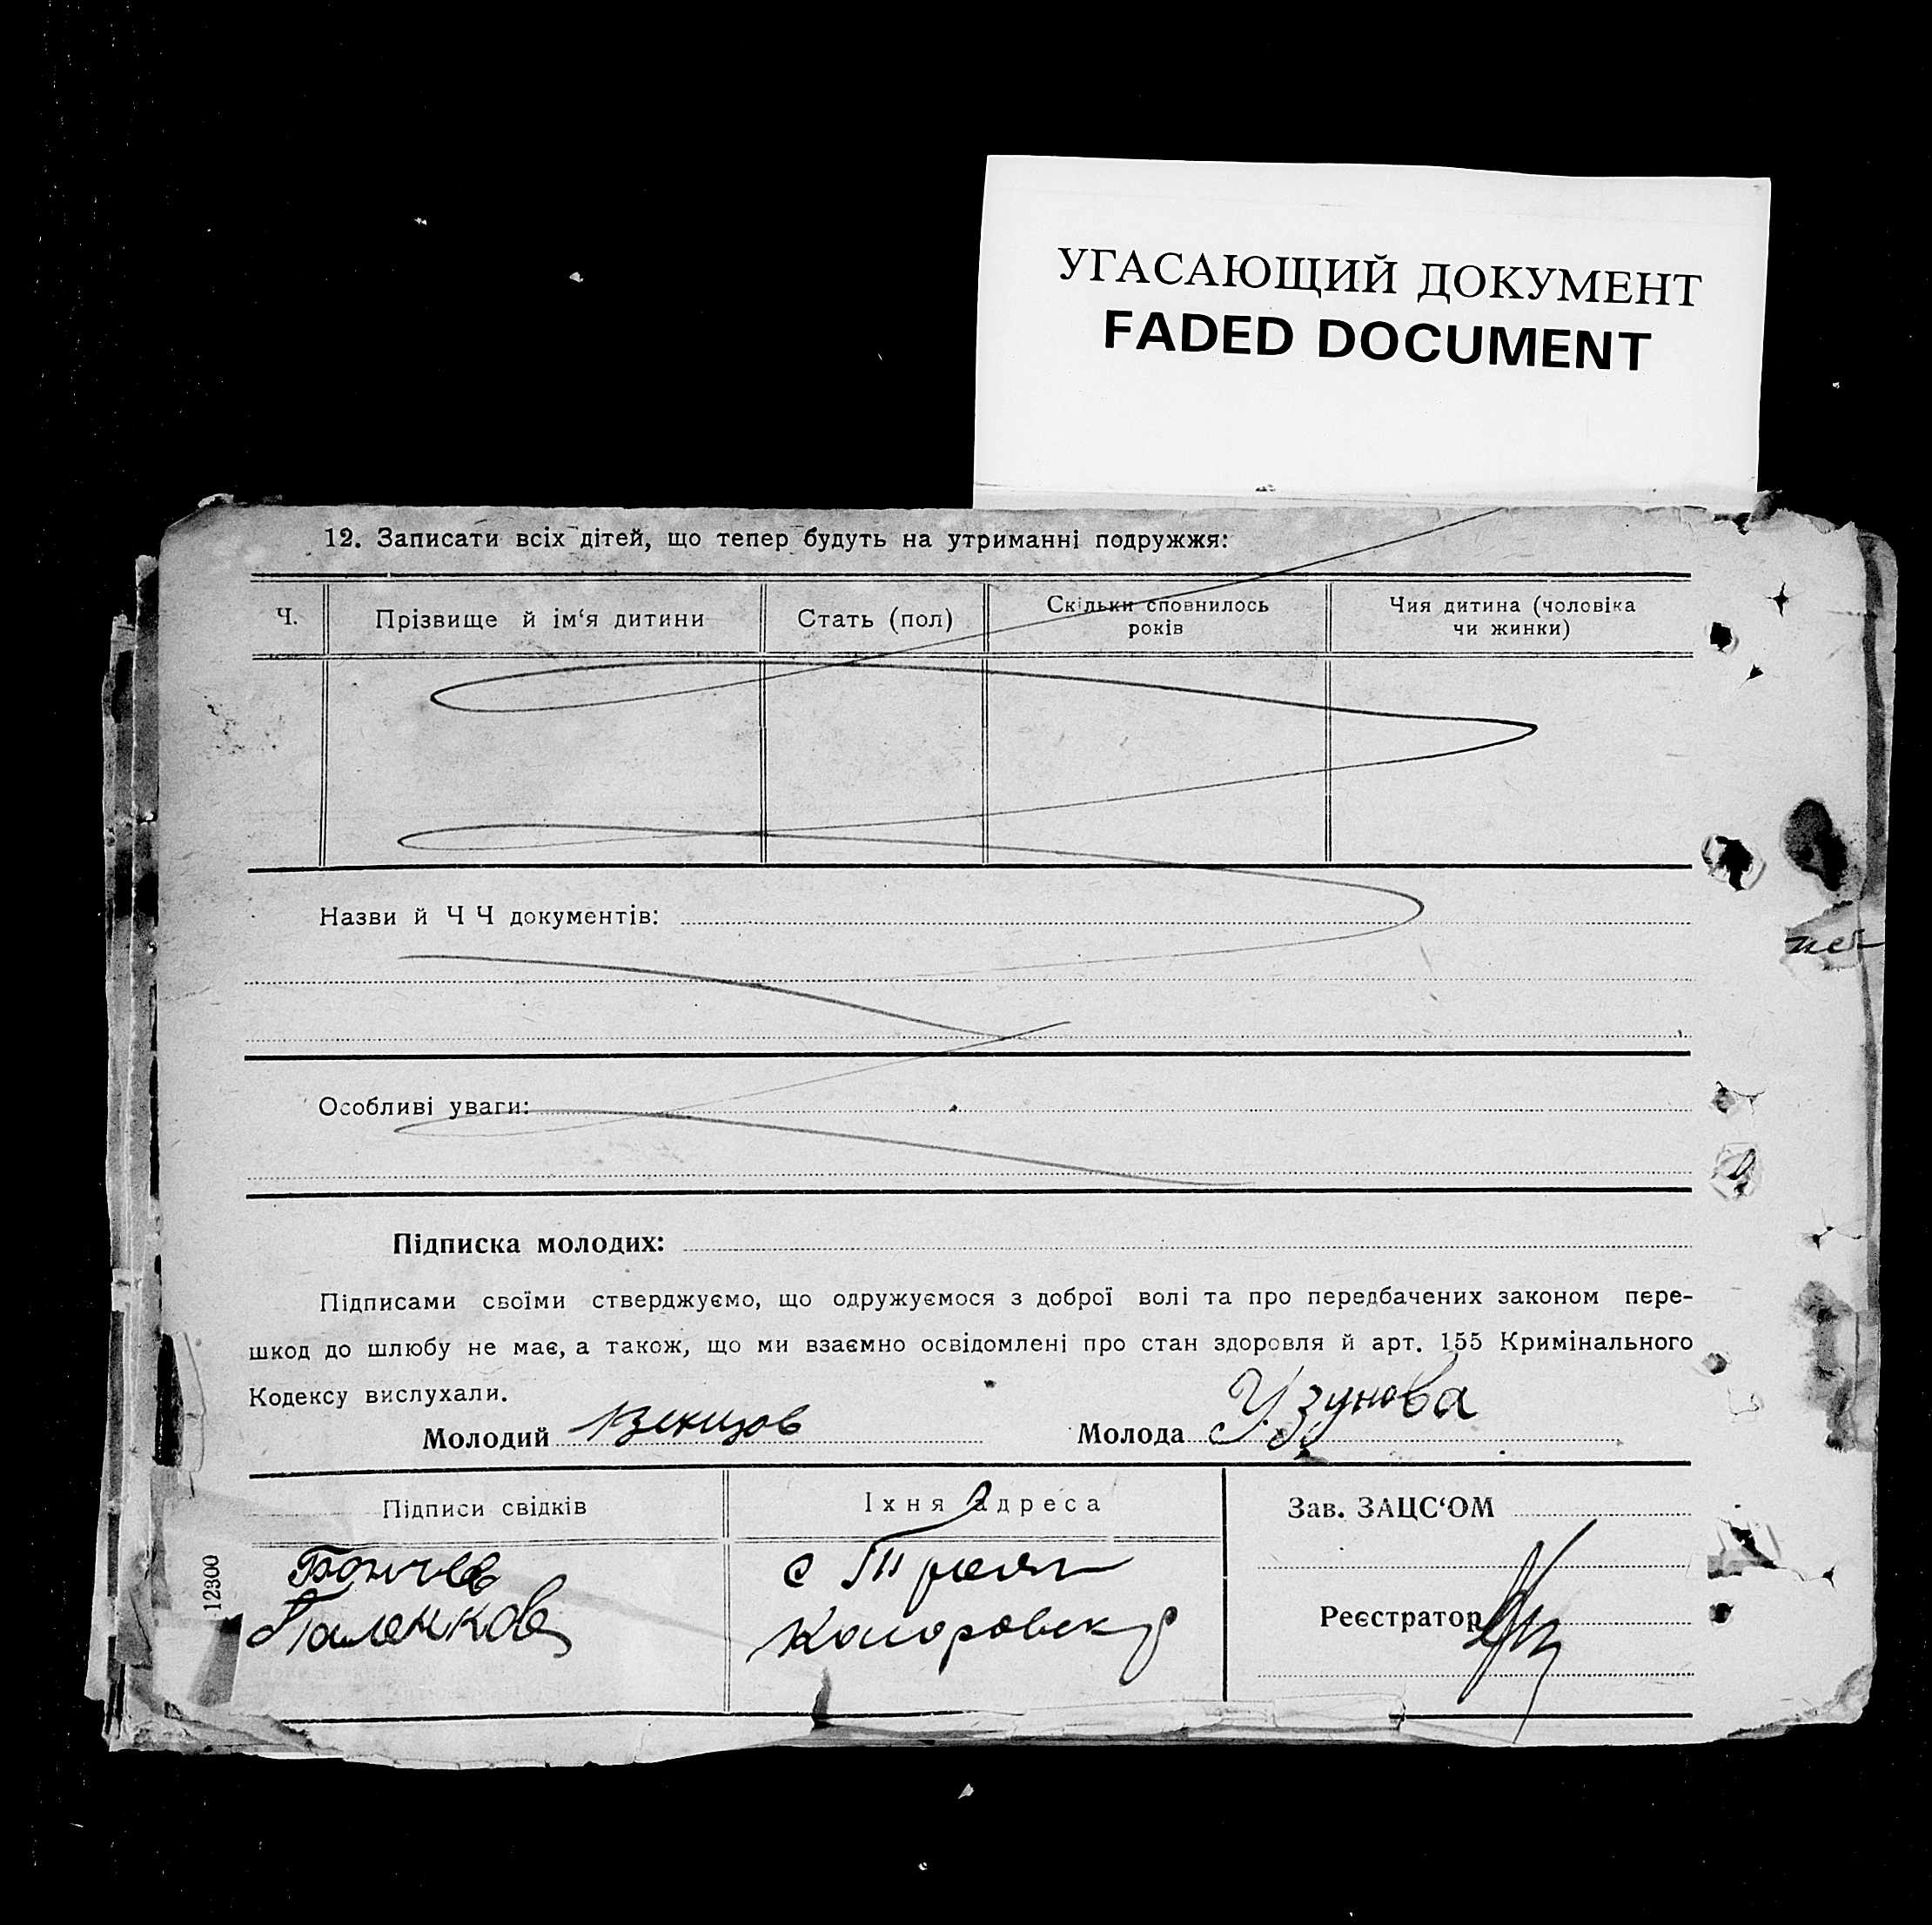 УГАСАЮЩИЙ ДОКУМЕНТ
FADED DOCUMENT
12. Записати всіх дітей, що тепер будуть на утриманні подружжя:
Ч.
Прізвище й ім‘я дитини
Стать (пол)
Скільки сповнилось
років
Чия дитина (чоловіка
чи жинки)
Назви й Ч Ч документів:
Особливі уваги:
Підписка молодих:
Підписами своїми стверджуємо, що одружуємося з доброї волі та про передбачених законом пере-
шкод до шлюбу не має, а також, що ми взаємно освідомлені про стан здоровля й арт. 155 Кримінального
Кодексу вислухали.
Молодий
Молода Узунова
Підписи свідків
Їхня адреса
Зав. ЗАЦС‘ОМ
с
Реєстратор
12300